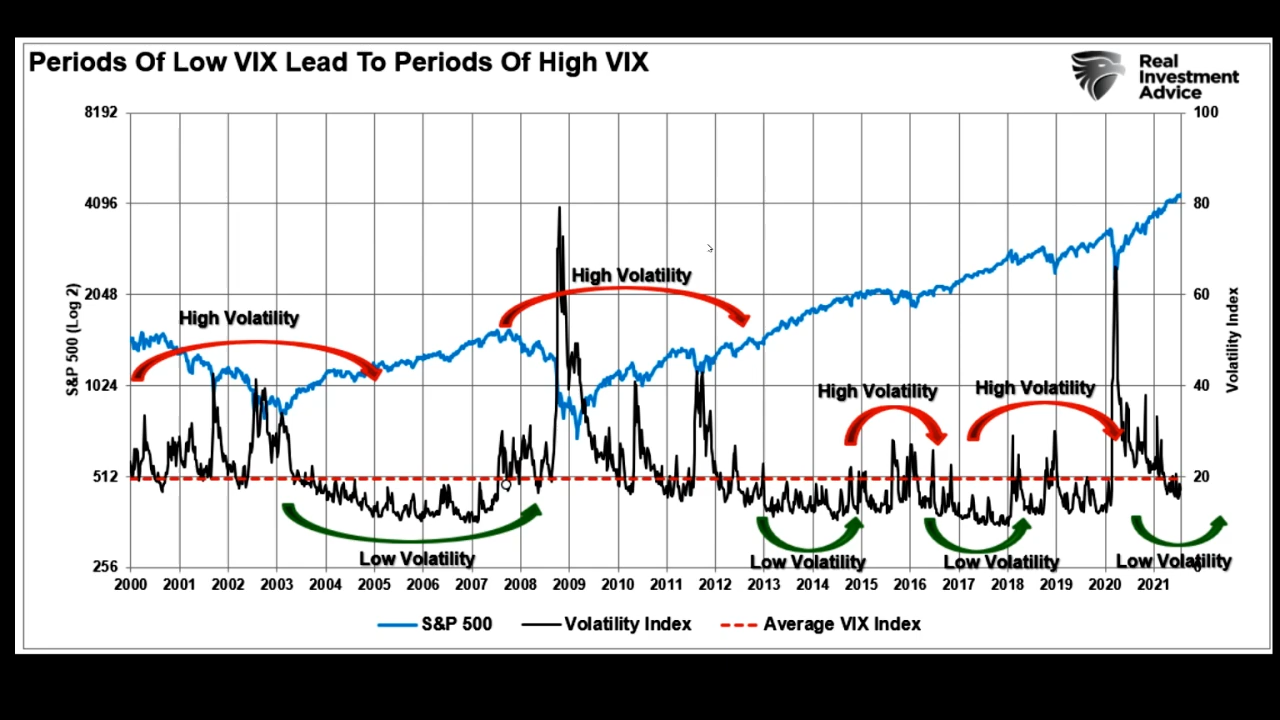 Periods Of Low VIX Lead To Periods Of High VIX
Real
Investment
Advice
8192
4096
2048
1024
512
256
S&P 500 (Log 2)
100
80
60
40
20
0
Volatility Index
High Volatility
High Volatility
High Volatility
High Volatility
Low Volatility
Low Volatility
Low Volatility
Low Volatility
2000 2001 2002 2003 2004 2005 2006 2007 2008 2009 2010 2011 2012 2013 2014 2015 2016 2017 2018 2019 2020 2021
S&P 500 Volatility Index Average VIX Index